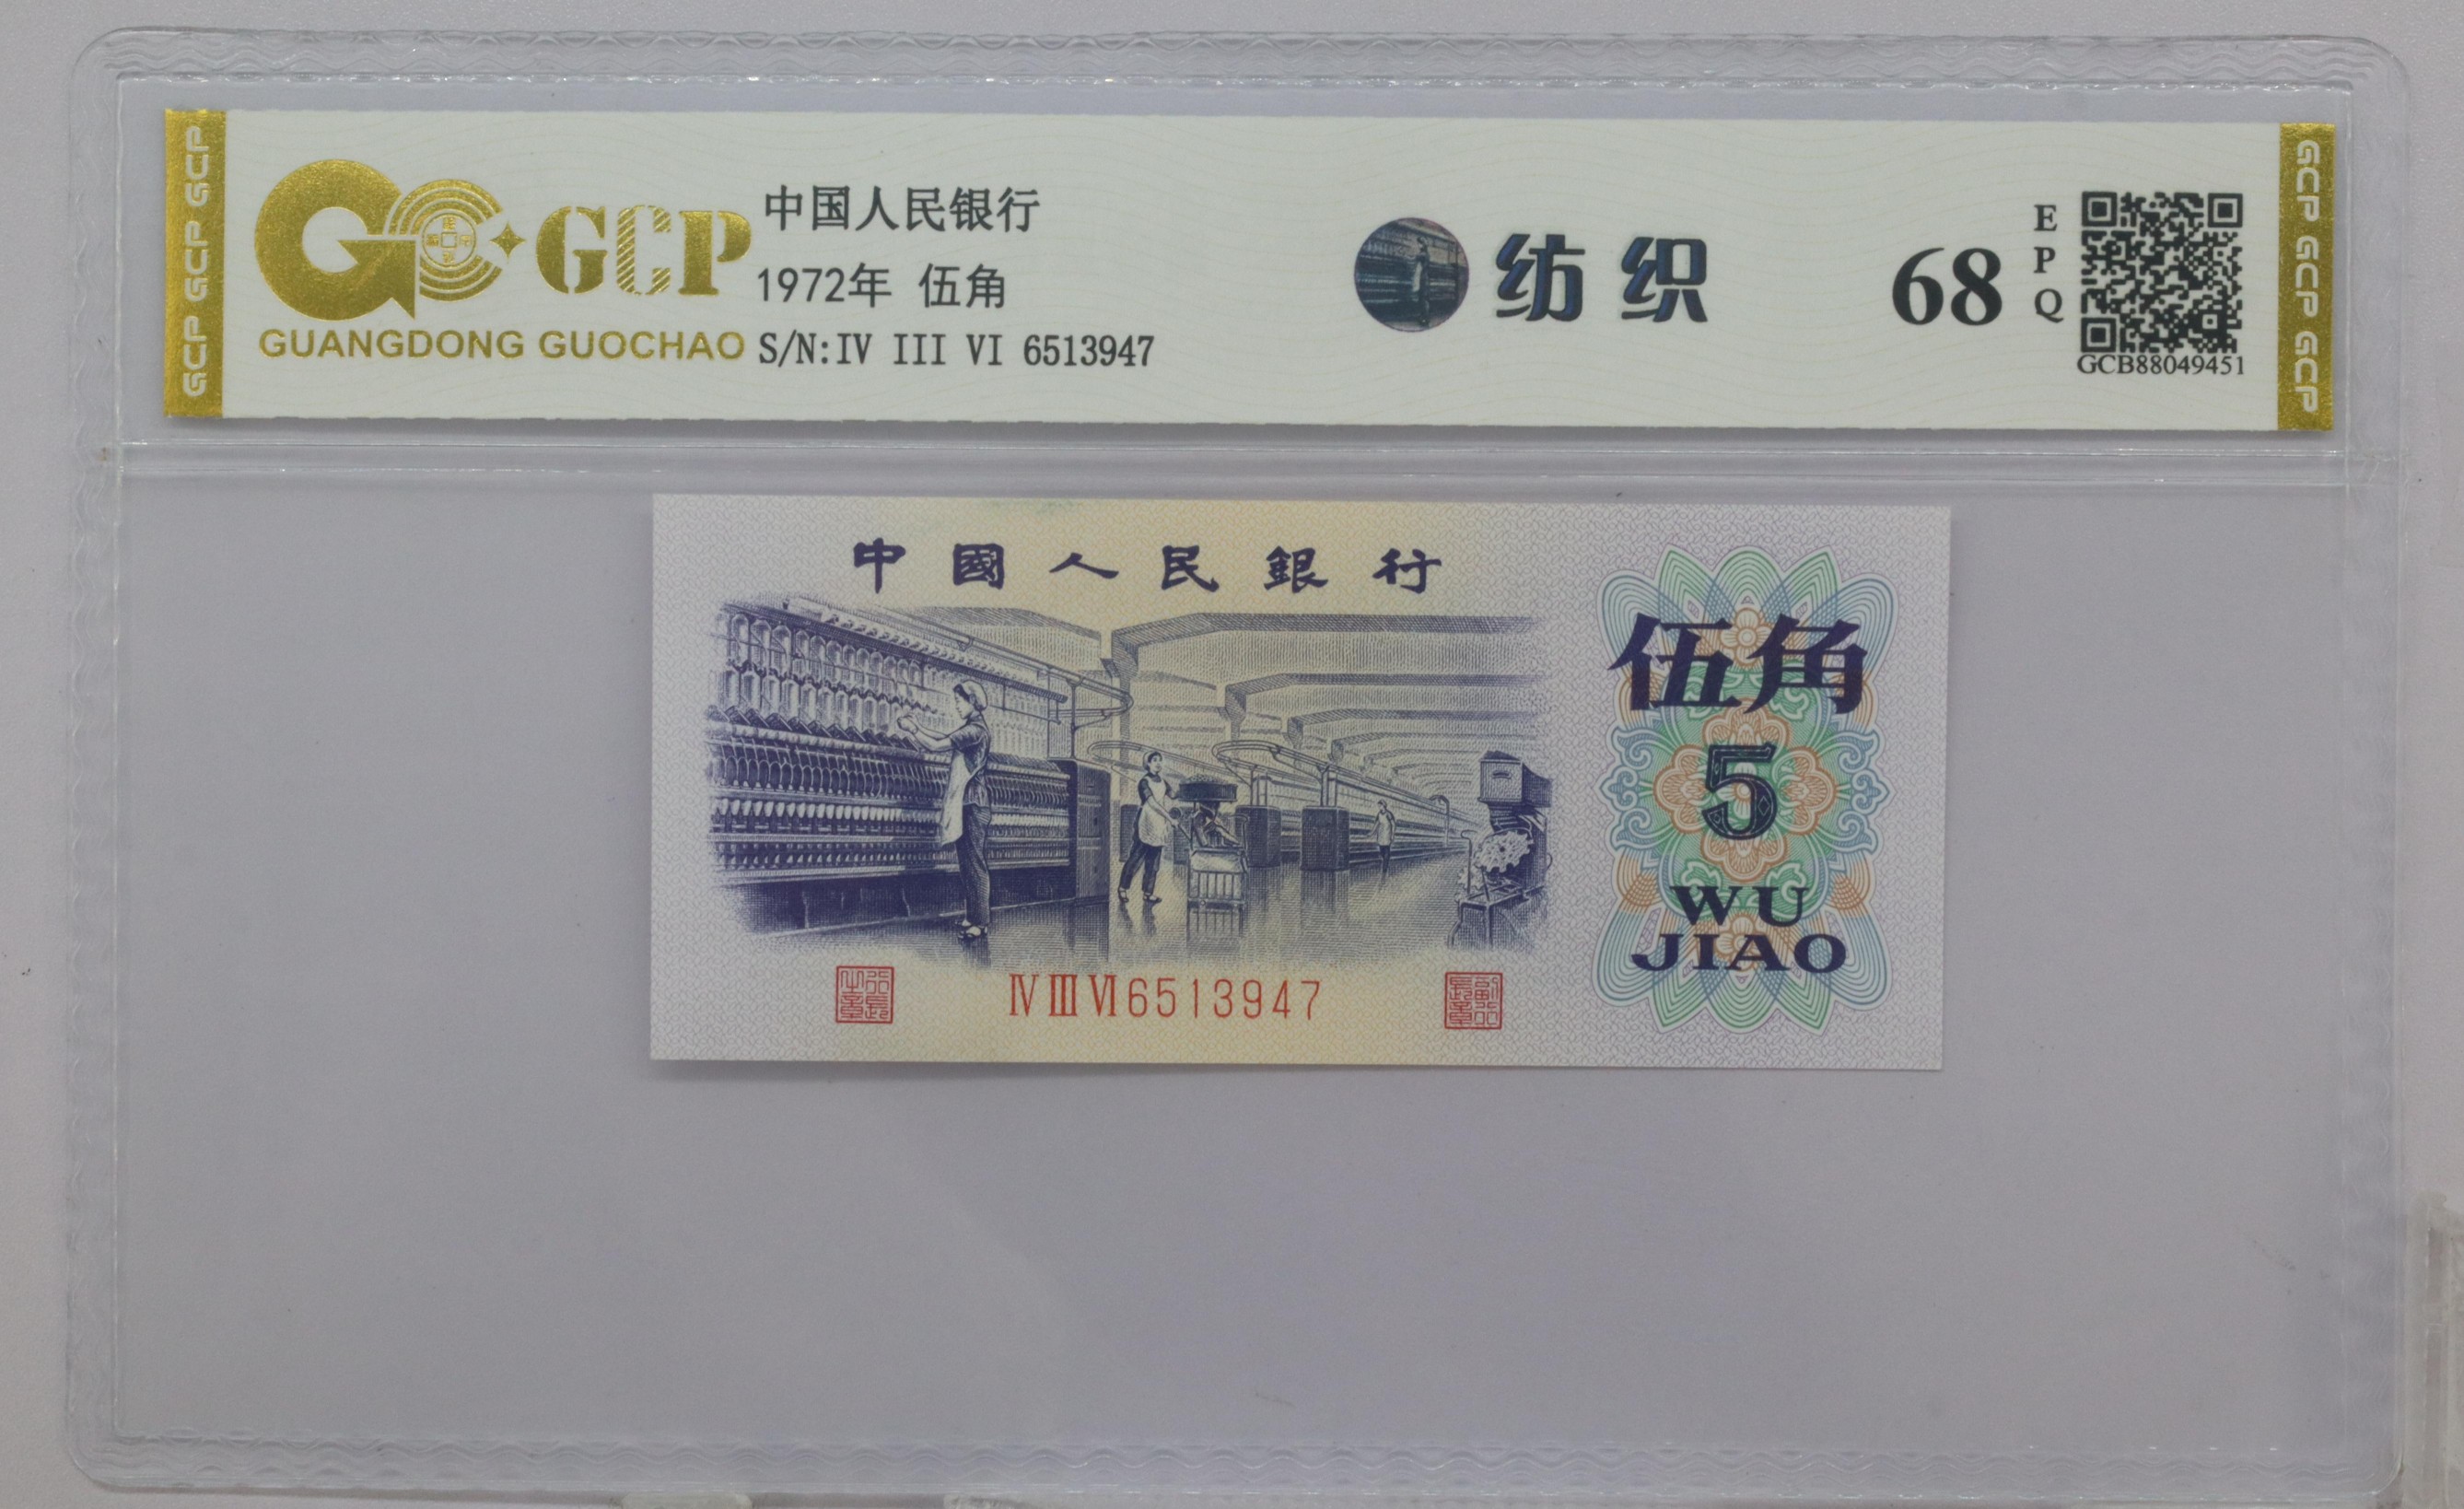 GCP GCP GCP
GCP
GUANGDONG GUOCHAO
中国人民银行
1972年 伍角
S/N:IV III VI 6513947
纺织
68
EPQ
GCB88049451
GCP GCP GCP
中國人民銀行
伍角
5
WU
JIAO
IV III VI 6513947